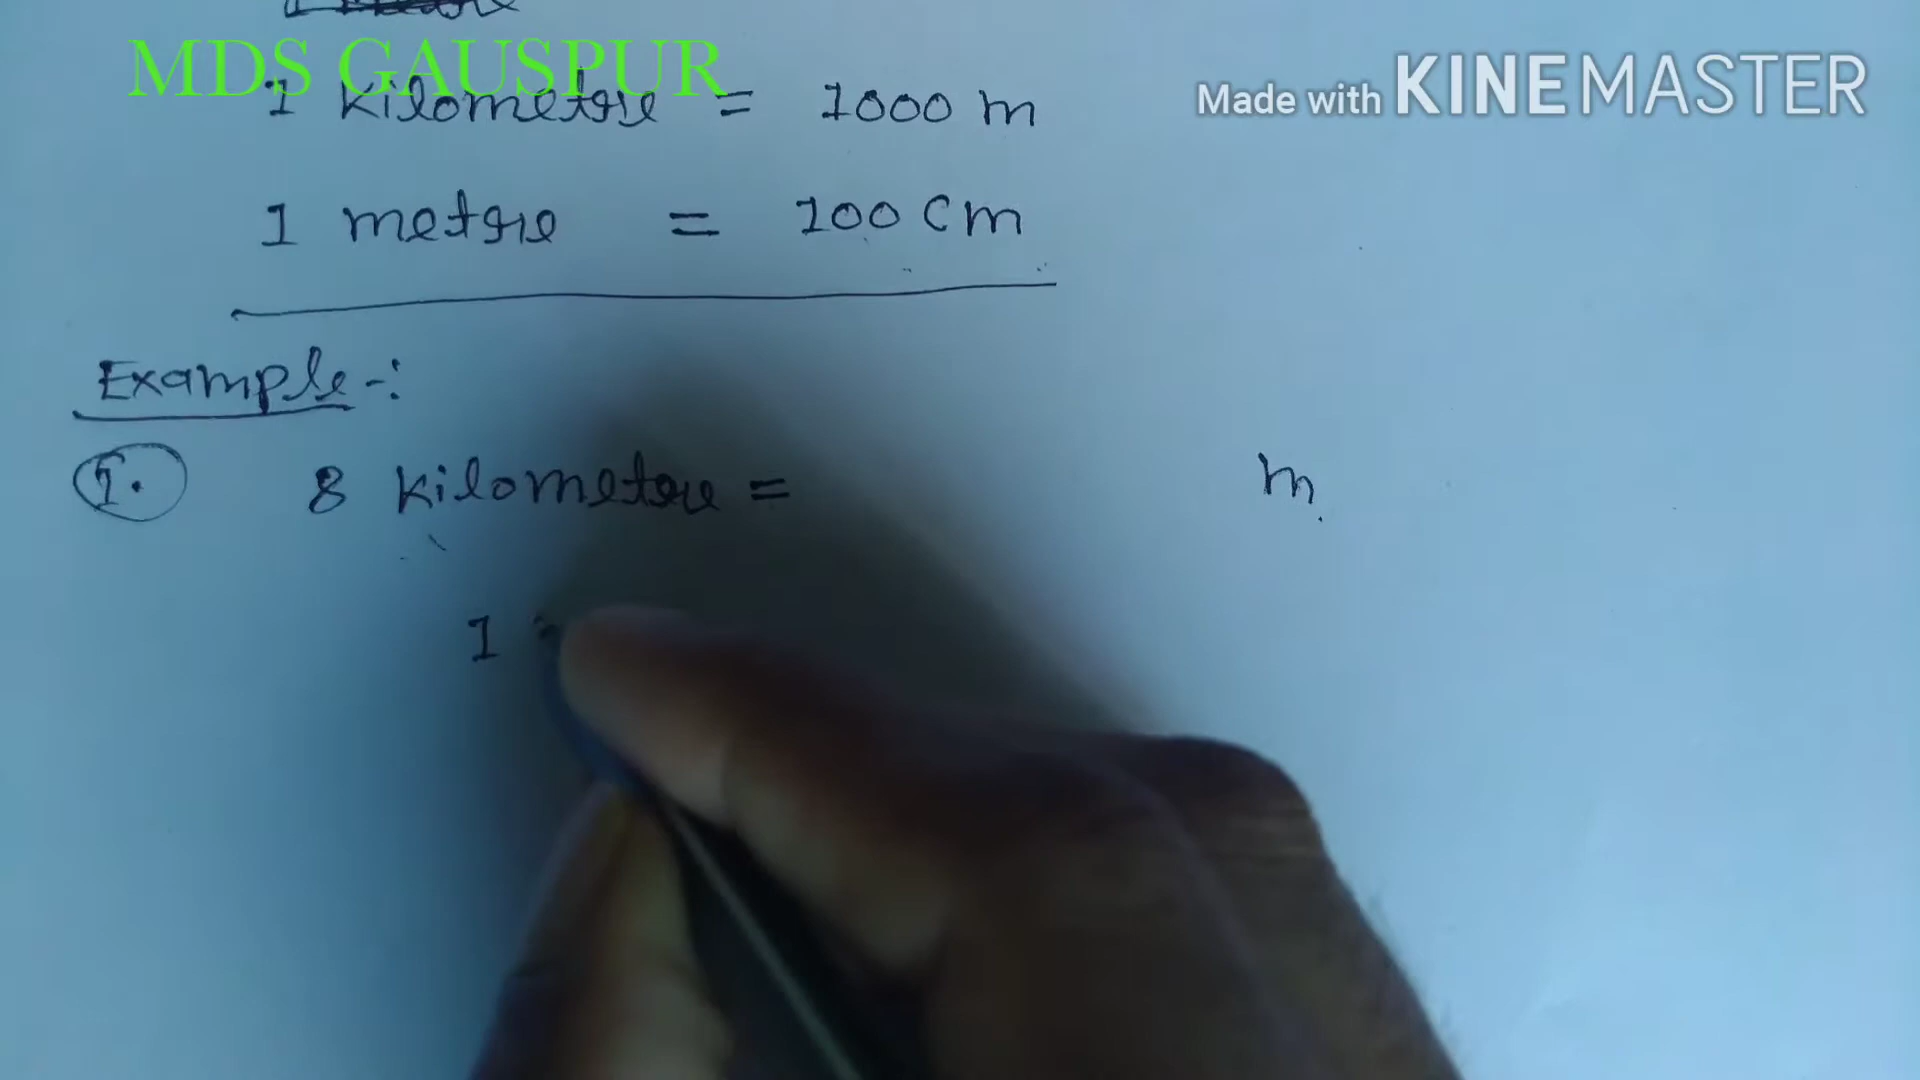 MDS GAUSPUR
Made with KINEMASTER
1 Kilometre = 1000 m
1 metre = 100 cm
Example -:
1. 8 kilometre = m
1